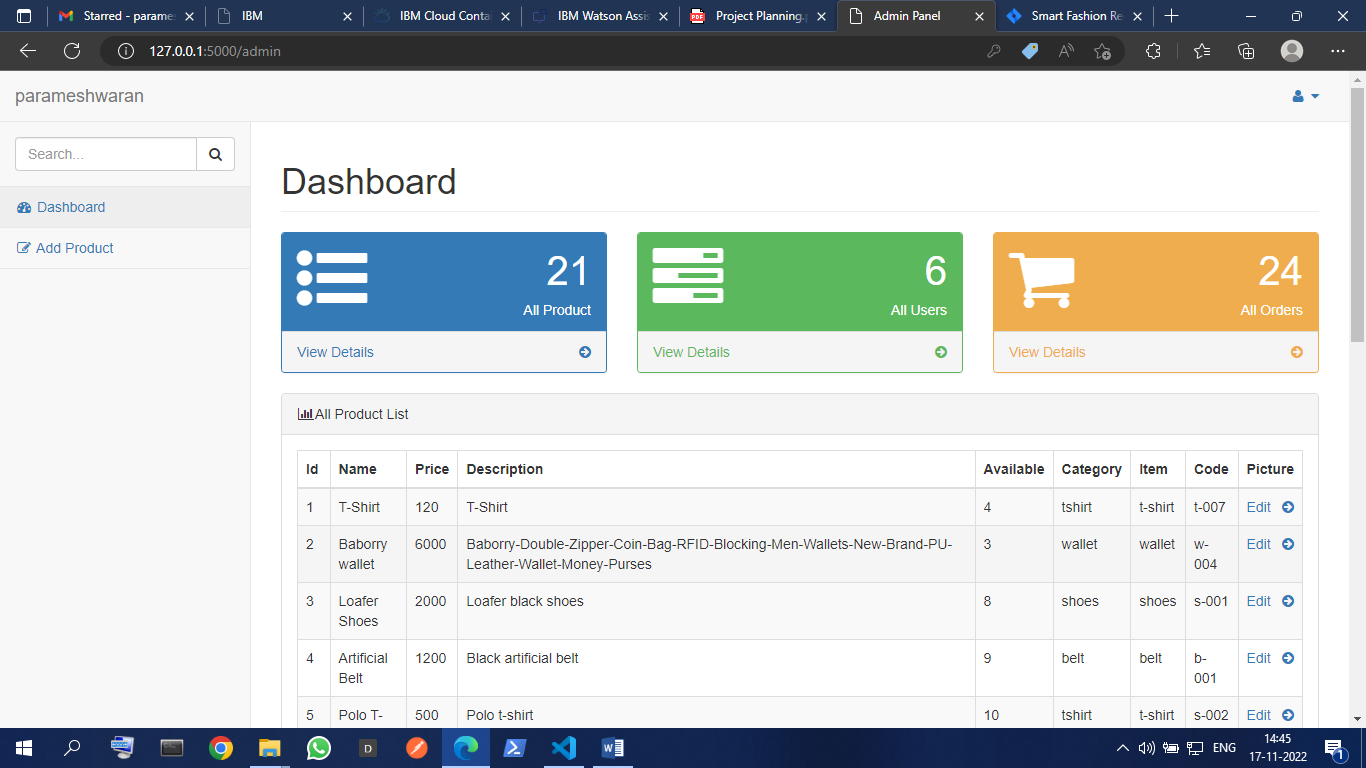 Starred - parames
IBM
IBM Cloud Conta
IBM Watson Assis
Project Planning.p
Admin Panel
Smart Fashion Re
127.0.0.1:5000/admin
parameshwaran
Search...
Dashboard
Add Product
Dashboard
21
All Product
View Details
6
All Users
View Details
24
All Orders
View Details
All Product List
Id Name Price Description Available Category Item Code Picture
1 T-Shirt 120 T-Shirt 4 tshirt t-shirt t-007 Edit
2 Baborry 6000 Baborry-Double-Zipper-Coin-Bag-RFID-Blocking-Men-Wallets-New-Brand-PU- 3 wallet wallet w- Edit
wallet Leather-Wallet-Money-Purses 004
3 Loafer 2000 Loafer black shoes 8 shoes shoes s-001 Edit
Shoes
4 Artificial 1200 Black artificial belt 9 belt belt b- Edit
Belt 001
5 Polo T- 500 Polo t-shirt 10 tshirt t-shirt s-002 Edit
D
ENG
14:45
17-11-2022
1